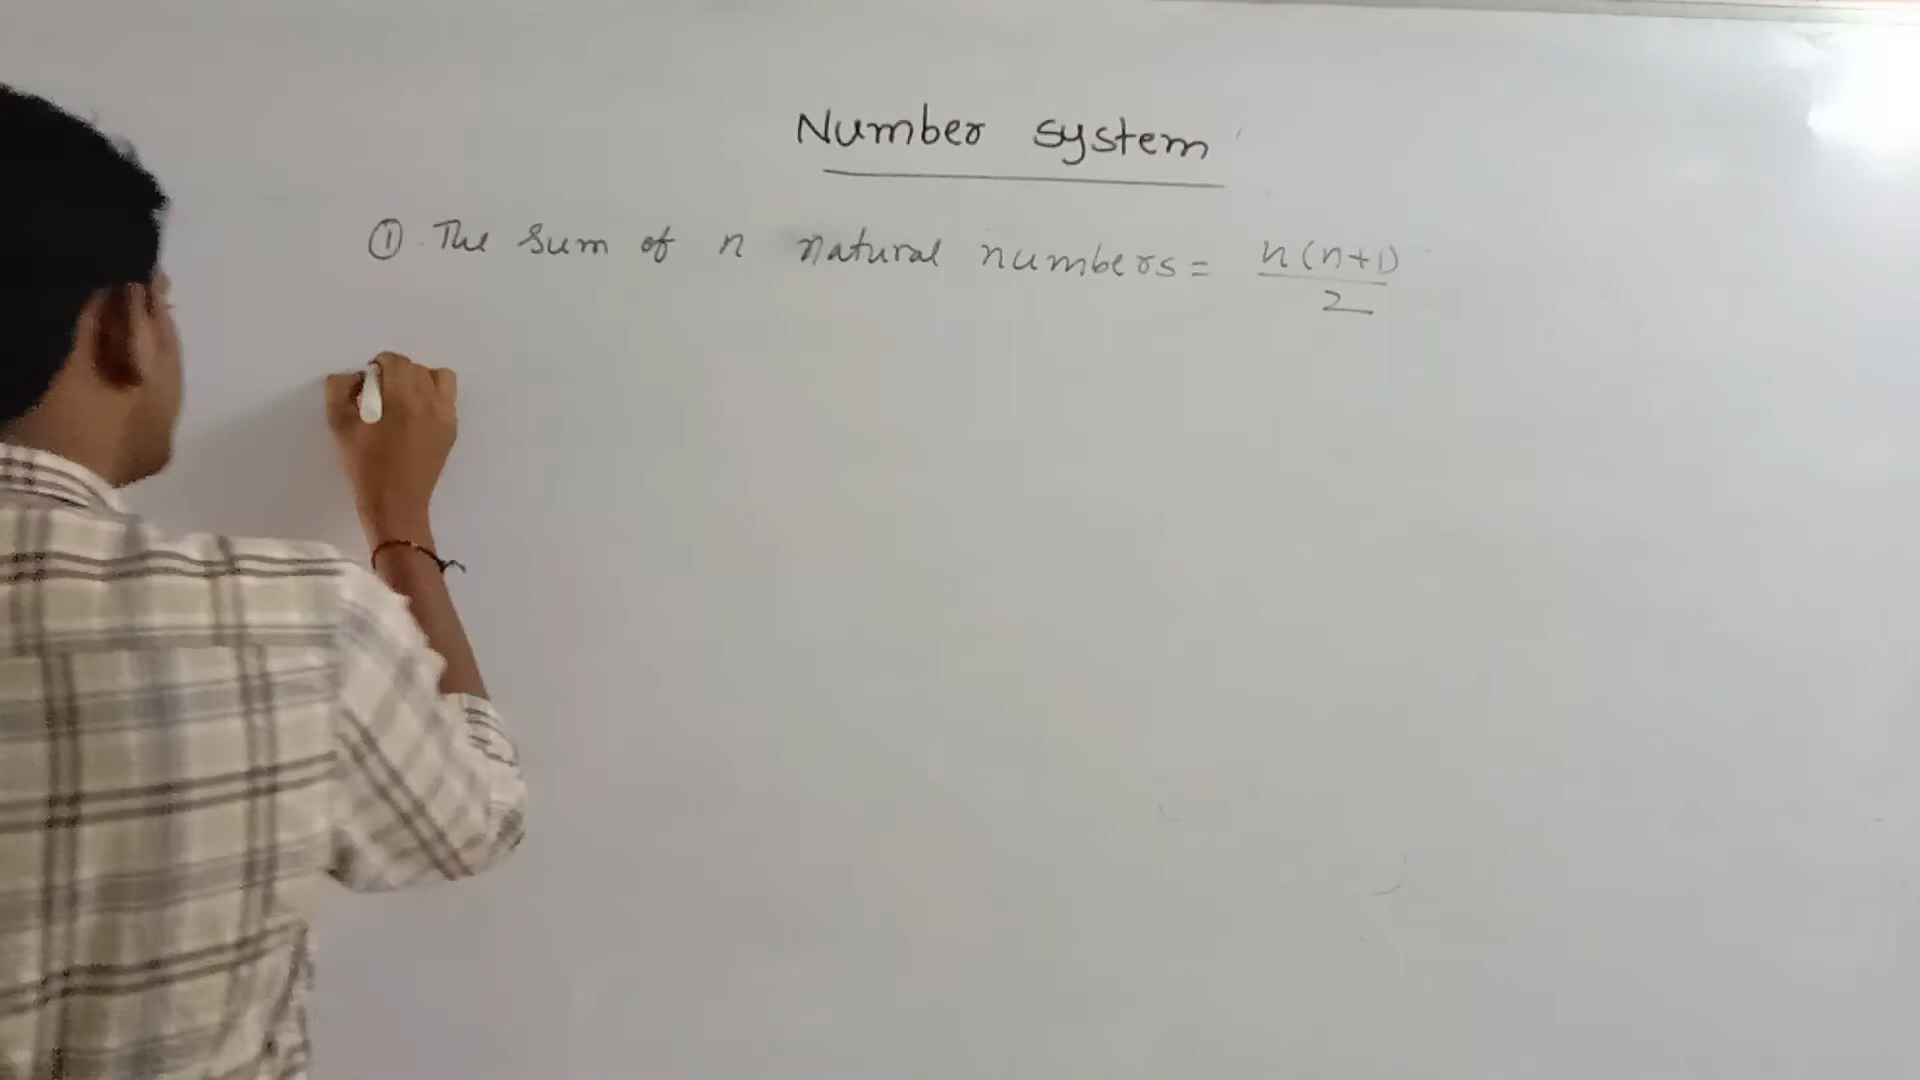 Number system
① The sum of n natural numbers = n(n+1)/2